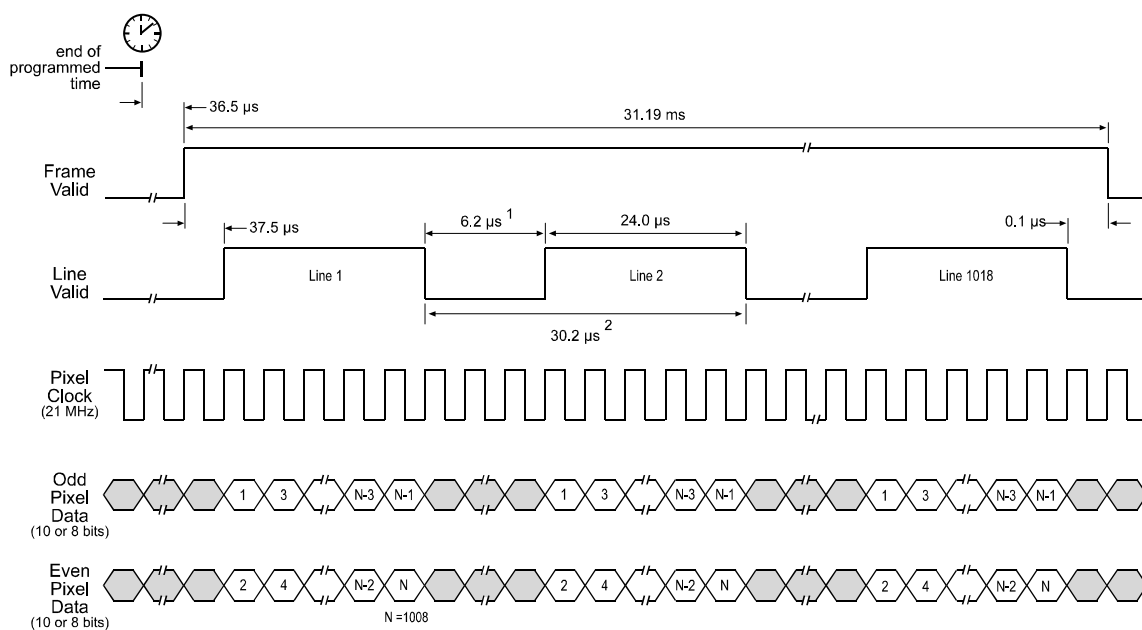 end of
programmed
time
36.5 µs
31.19 ms
Frame
Valid
37.5 µs
6.2 µs 1
24.0 µs
0.1 µs
Line
Valid
Line 1
Line 2
Line 1018
30.2 µs 2
Pixel
Clock
(21 MHz)
Odd
Pixel
Data
(10 or 8 bits)
1 3 N-3 N-1 1 3 N-3 N-1 1 3 N-3 N-1
Even
Pixel
Data
(10 or 8 bits)
2 4 N-2 N 2 4 N-2 N 2 4 N-2 N
N =1008